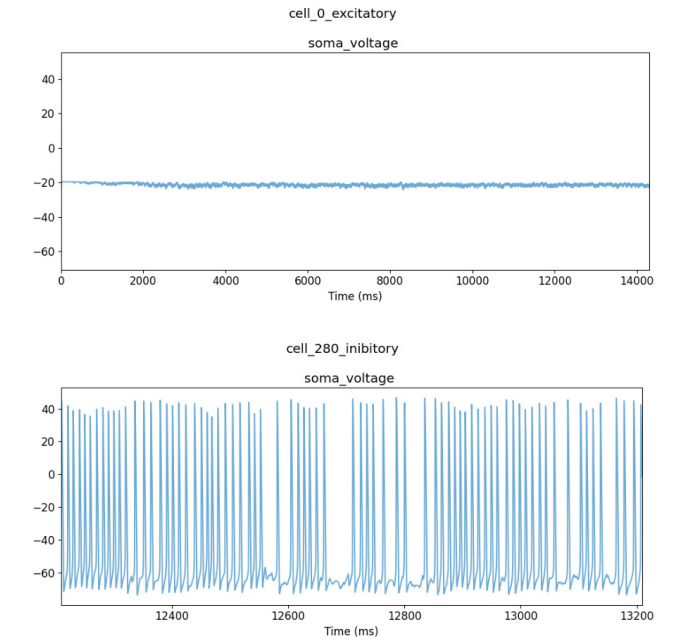 cell_0_excitatory
soma_voltage
40
20
0
−20
−40
−60
0 2000 4000 6000 8000 10000 12000 14000
Time (ms)
cell_280_inibitory
soma_voltage
40
20
0
−20
−40
−60
12400 12600 12800 13000 13200
Time (ms)